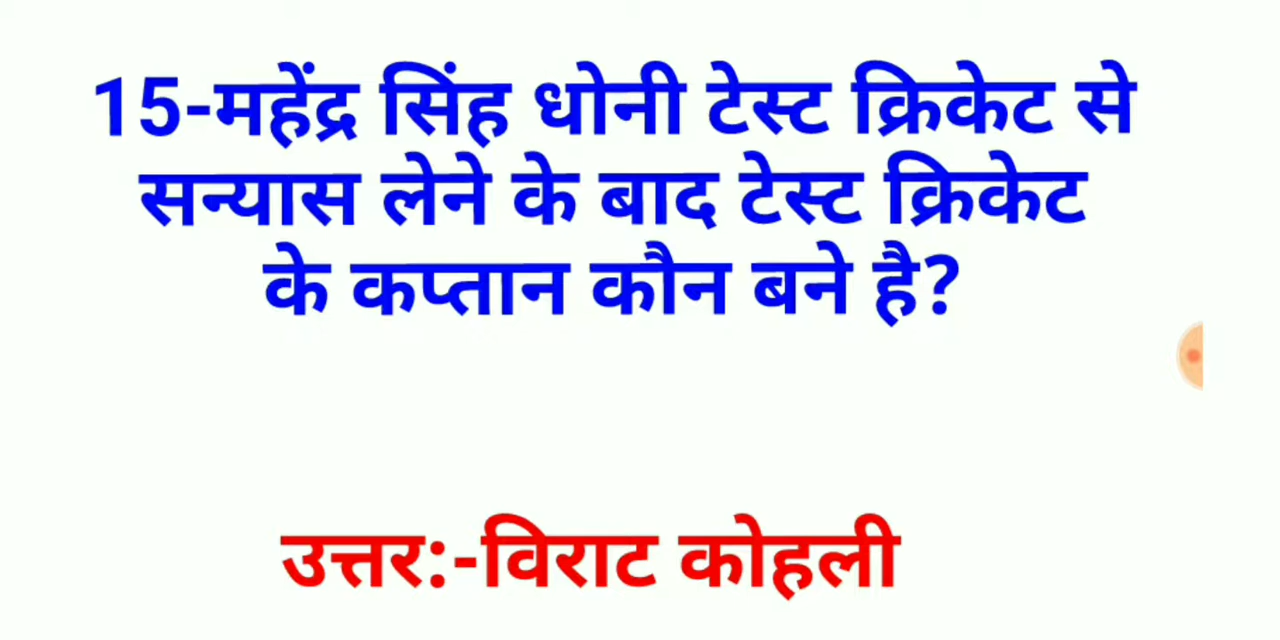 15-महेंद्र सिंह धोनी टेस्ट क्रिकेट से
सन्यास लेने के बाद टेस्ट क्रिकेट
के कप्तान कौन बने है?
उत्तर:-विराट कोहली